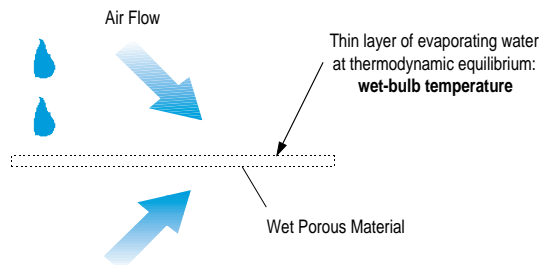 Air Flow
Thin layer of evaporating water
at thermodynamic equilibrium:
wet-bulb temperature
Wet Porous Material